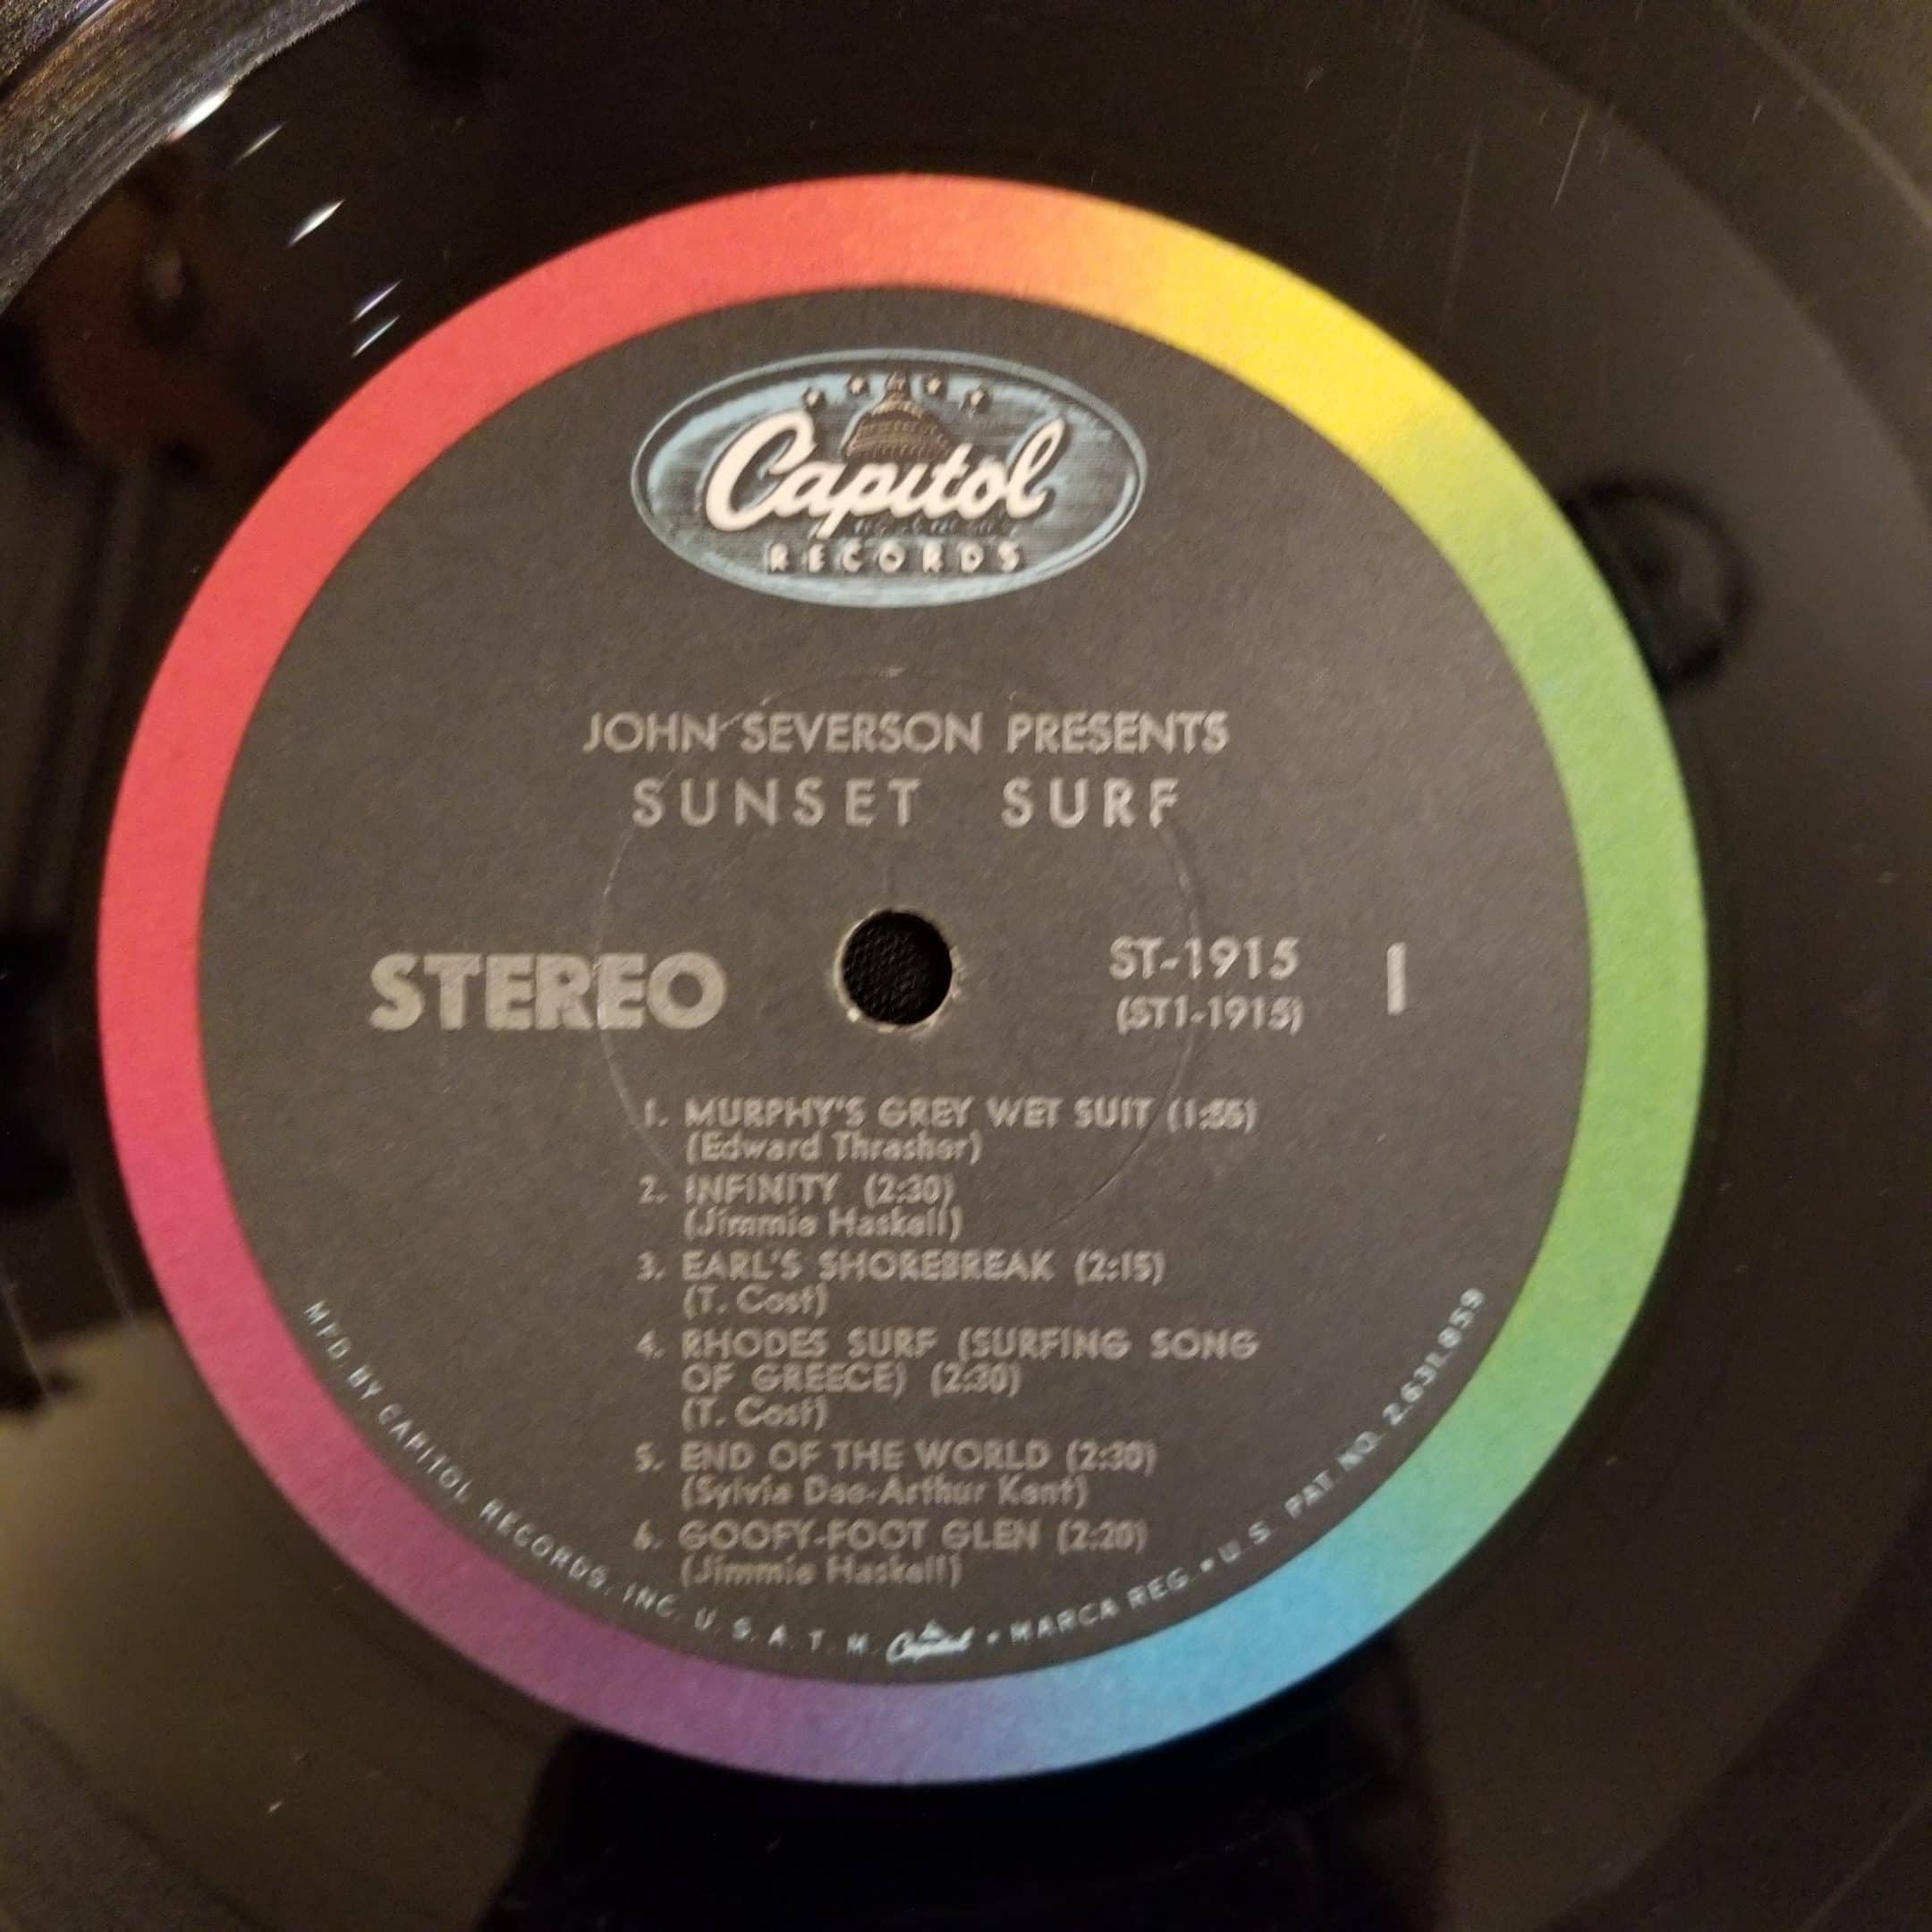 Capitol
RECORDS
JOHN SEVERSON PRESENTS
SUNSET SURF
STEREO
ST-1915
(ST1-1915)
1
1. MURPHY'S GREY WET SUIT (1:55)
(Edward Thrasher)
2. INFINITY (2:30)
(Jimmie Haskell)
3. EARL'S SHOREBREAK (2:15)
(T. Cost)
4. RHODES SURF (SURFING SONG
OF GREECE) (2:30)
(T. Cost)
5. END OF THE WORLD (2:30)
(Sylvia Dee-Arthur Kent)
6. GOOFY-FOOT GLEN (2:20)
(Jimmie Haskell)
MFD. BY CAPITOL RECORDS, INC. U. S. A. T. M. Capitol • MARCA REG. • U.S. PAT NO. 2,631,859